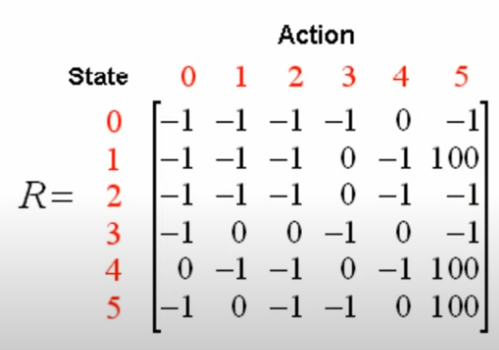 Action
State 0 1 2 3 4 5
0 −1 −1 −1 −1 0 −1
1 −1 −1 −1 0 −1 100
R= 2 −1 −1 −1 0 −1 −1
3 −1 0 0 −1 0 −1
4 0 −1 −1 0 −1 100
5 −1 0 −1 −1 0 100